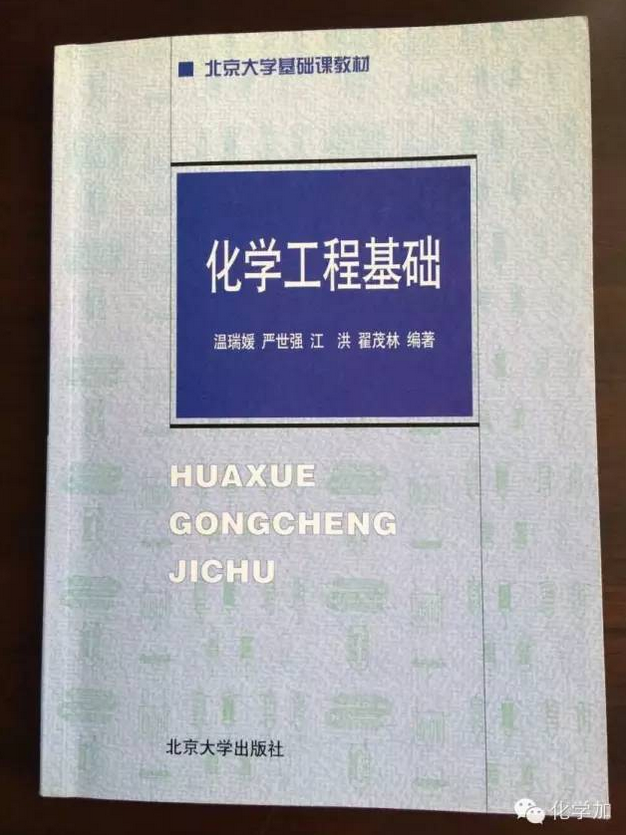 ■ 北京大学基础课教材
化学工程基础
温瑞媛 严世强 江 洪 翟茂林 编著
HUAXUE
GONGCHENG
JICHU
北京大学出版社
化学加